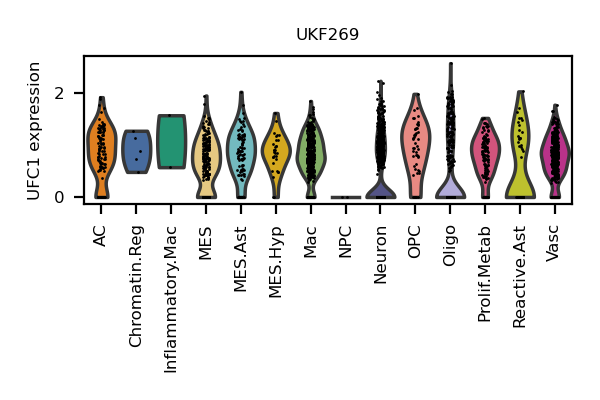 UKF269
UFC1 expression
2
0
AC
Chromatin.Reg
Inflammatory.Mac
MES
MES.Ast
MES.Hyp
Mac
NPC
Neuron
OPC
Oligo
Prolif.Metab
Reactive.Ast
Vasc